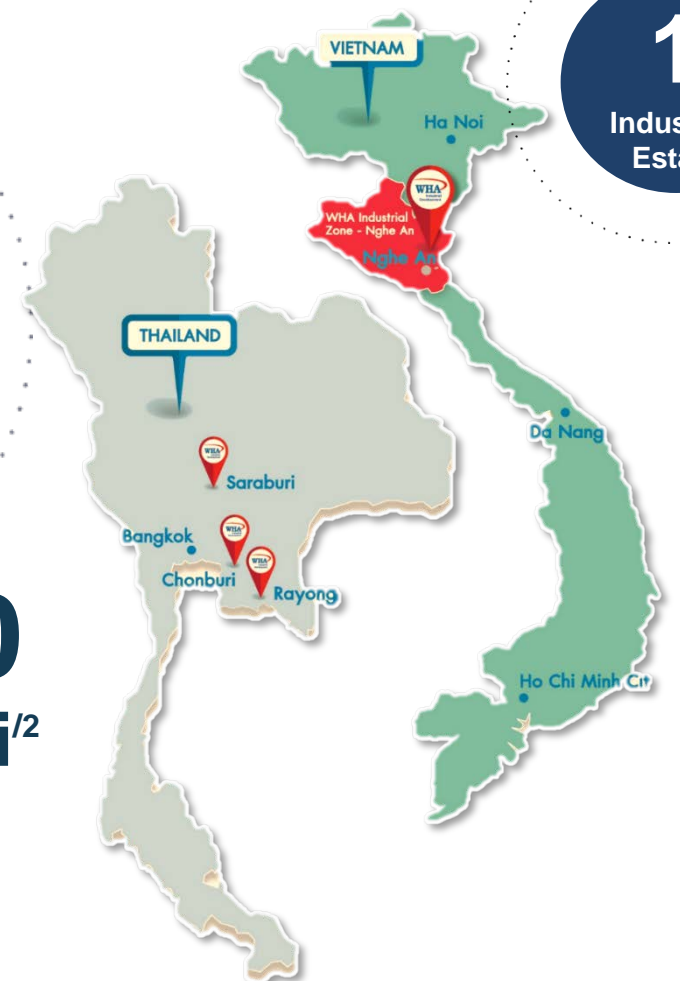 VIETNAM
1
Indus
Esta
Ha Noi
WHA
WHA Industrial
Zone - Nghe An
Nghe An
THAILAND
Da Nang
WHA
Saraburi
WHA
Bangkok
Chonburi
WHA
Rayong
0
i/2
Ho Chi Minh Cit